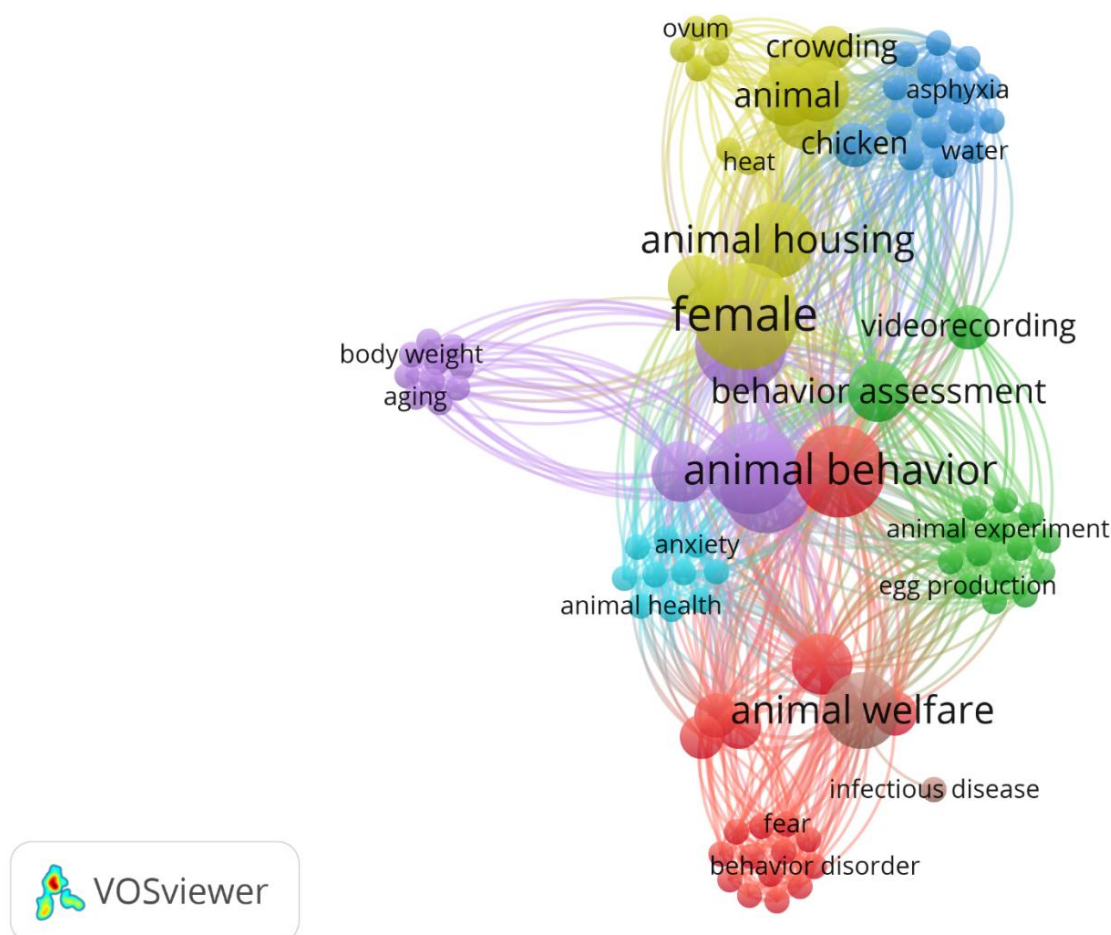 ovum
crowding
animal
asphyxia
chicken
water
heat
animal housing
female
videorecording
body weight
behavior assessment
aging
animal behavior
animal experiment
anxiety
egg production
animal health
animal welfare
infectious disease
fear
behavior disorder
VOSviewer